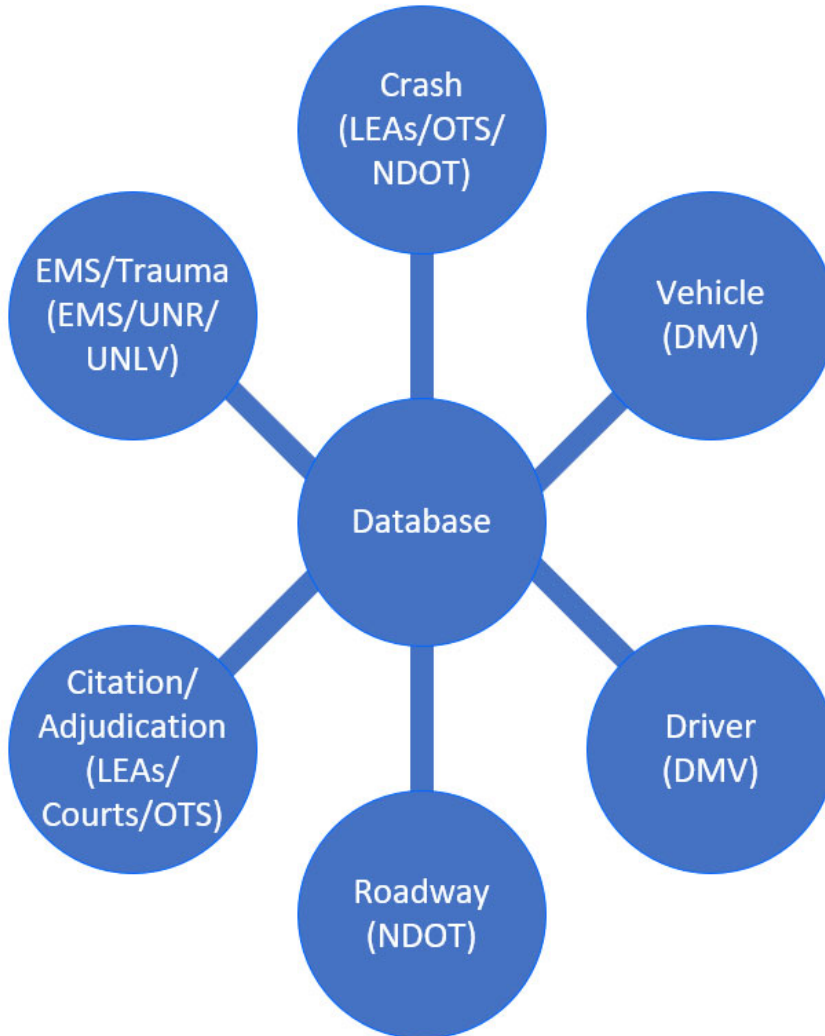 Crash
(LEAs/OTS/
NDOT)
EMS/Trauma
(EMS/UNR/
UNLV)
Vehicle
(DMV)
Database
Citation/
Adjudication
(LEAs/
Courts/OTS)
Driver
(DMV)
Roadway
(NDOT)